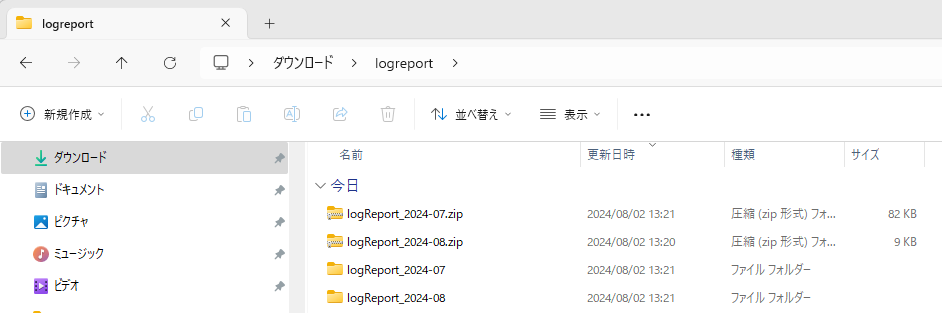 logreport
ダウンロード logreport
新規作成 並べ替え 表示
ダウンロード
ドキュメント
ピクチャ
ミュージック
ビデオ
名前 更新日時 種類 サイズ
今日
logReport_2024-07.zip 2024/08/02 13:21 圧縮 (zip 形式) フォ... 82 KB
logReport_2024-08.zip 2024/08/02 13:20 圧縮 (zip 形式) フォ... 9 KB
logReport_2024-07 2024/08/02 13:21 ファイル フォルダー
logReport_2024-08 2024/08/02 13:21 ファイル フォルダー